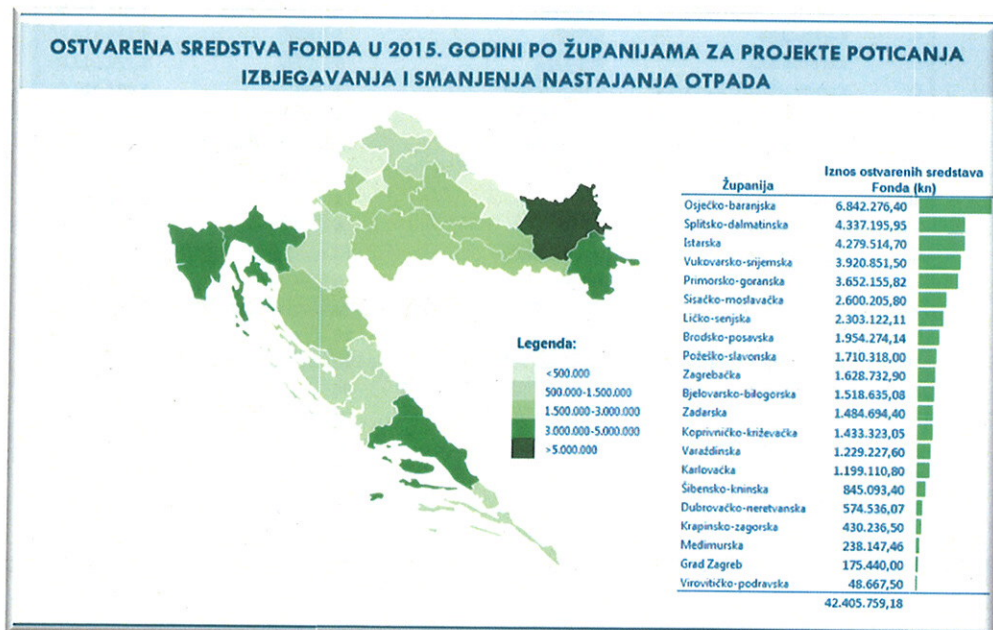 OSTVARENA SREDSTVA FONDA U 2015. GODINI PO ŽUPANIJAMA ZA PROJEKTE POTICANJA
IZBJEGAVANJA I SMANJENJA NASTAJANJA OTPADA
Legenda:
<500.000
500.000-1.500.000
1.500.000-3.000.000
3.000.000-5.000.000
>5.000.000
Županija
Iznos ostvarenih sredstava
Fonda (kn)
Osječko-baranjska 6.842.276,40
Splitsko-dalmatinska 4.337.195,95
Istarska 4.279.514,70
Vukovarsko-srijemska 3.920.851,50
Primorsko-goranska 3.652.155,82
Sisačko-moslavačka 2.600.205,80
Ličko-senjska 2.303.122,11
Brodsko-posavska 1.954.274,14
Požeško-slavonska 1.710.318,00
Zagrebačka 1.628.732,90
Bjelovarsko-bilogorska 1.518.635,08
Zadarska 1.484.694,40
Koprivničko-križevačka 1.433.323,05
Varaždinska 1.229.227,60
Karlovačka 1.199.110,80
Šibensko-kninska 845.093,40
Dubrovačko-neretvanska 574.536,07
Krapinsko-zagorska 430.236,50
Međimurska 238.147,46
Grad Zagreb 175.440,00
Virovitičko-podravska 48.667,50
42.405.759,18